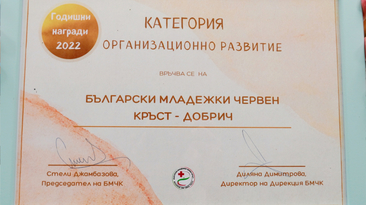 Годишни
награди
2022
КАТЕГОРИЯ
ОРГАНИЗАЦИОННО РАЗВИТИЕ
ВРЪЧВА СЕ НА
БЪЛГАРСКИ МЛАДЕЖКИ ЧЕРВЕН
КРЪСТ - ДОБРИЧ
Стели Джамбазова,
Председател на БМЧК
Диляна Димитрова,
Директор на Дирекция БМЧК